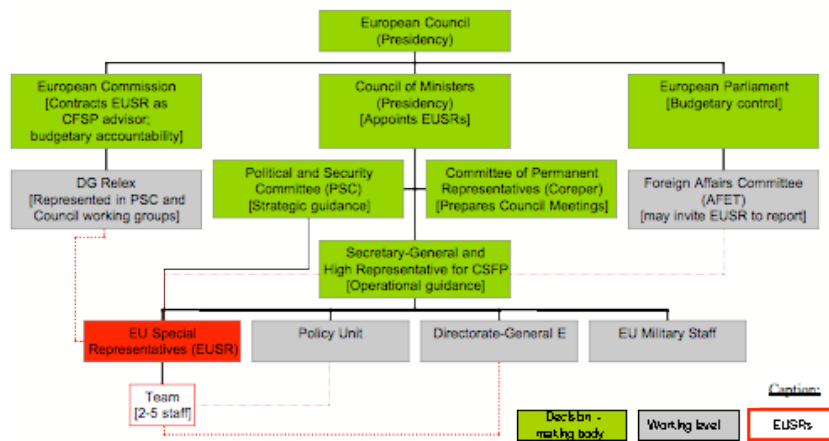 European Council
(Presidency)
European Commission
[Contracts EUSR as
CFSP advisor;
budgetary accountability]
Council of Ministers
(Presidency)
[Appoints EUSRs]
European Parliament
[Budgetary control]
DG Relex
[Represented in PSC and
Council working groups]
Political and Security
Committee (PSC)
[Strategic guidance]
Committee of Permanent
Representatives (Coreper)
[Prepares Council Meetings]
Foreign Affairs Committee
(AFET)
[may invite EUSR to report]
Secretary-General and
High Representative for CSFP
[Operational guidance]
EU Special
Representatives (EUSR)
Policy Unit
Directorate-General E
EU Military Staff
Team
[2-5 staff]
Caption:
Decision -
making body
Working level
EUSRs